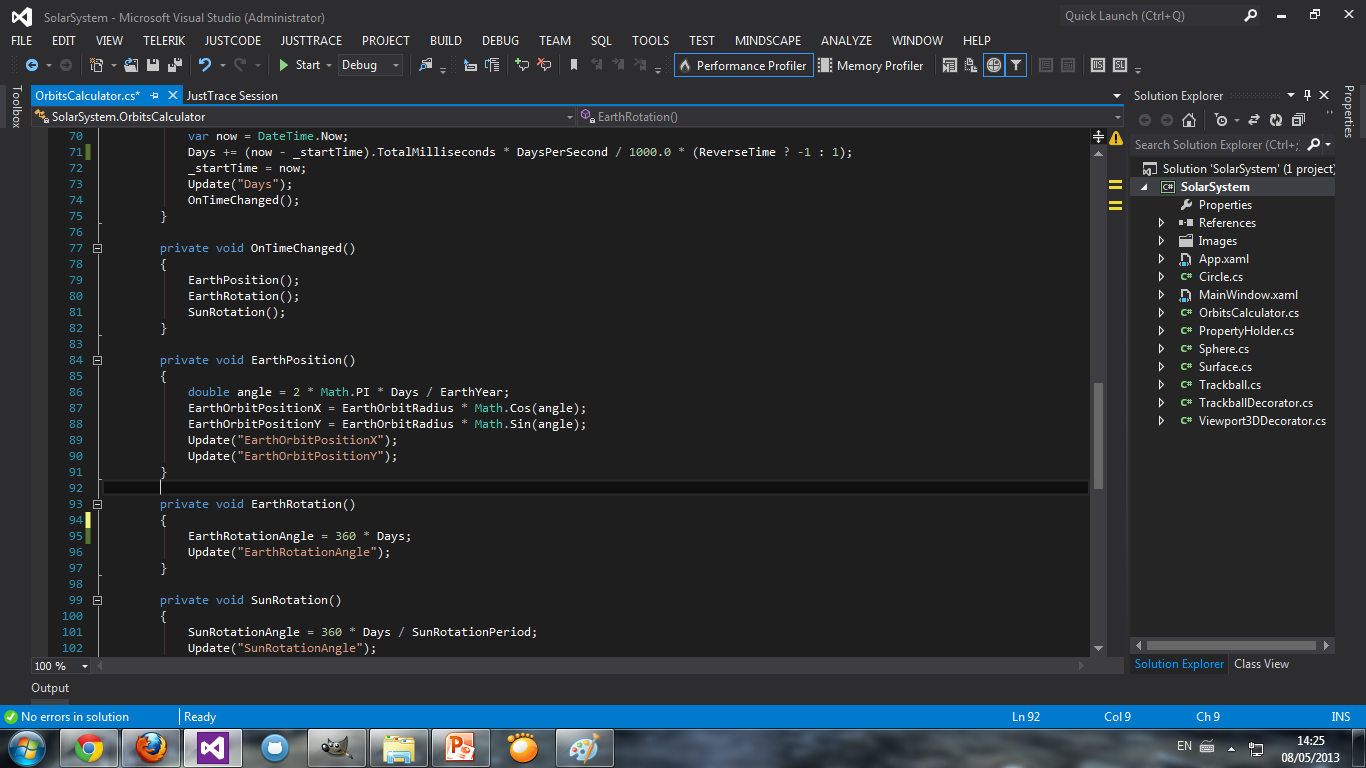 SolarSystem - Microsoft Visual Studio (Administrator)
Quick Launch (Ctrl+Q)
FILE EDIT VIEW TELERIK JUSTCODE JUSTTRACE PROJECT BUILD DEBUG TEAM SQL TOOLS TEST MINDSCAPE ANALYZE WINDOW HELP
Start Debug Performance Profiler Memory Profiler
Toolbox
OrbitsCalculator.cs* JustTrace Session
SolarSystem.OrbitsCalculator EarthRotation()
70 var now = DateTime.Now;
71 Days += (now - _startTime).TotalMilliseconds * DaysPerSecond / 1000.0 * (ReverseTime ? -1 : 1);
72 _startTime = now;
73 Update("Days");
74 OnTimeChanged();
75 }
76
77 private void OnTimeChanged()
78 {
79 EarthPosition();
80 EarthRotation();
81 SunRotation();
82 }
83
84 private void EarthPosition()
85 {
86 double angle = 2 * Math.PI * Days / EarthYear;
87 EarthOrbitPositionX = EarthOrbitRadius * Math.Cos(angle);
88 EarthOrbitPositionY = EarthOrbitRadius * Math.Sin(angle);
89 Update("EarthOrbitPositionX");
90 Update("EarthOrbitPositionY");
91 }
92
93 private void EarthRotation()
94 {
95 EarthRotationAngle = 360 * Days;
96 Update("EarthRotationAngle");
97 }
98
99 private void SunRotation()
100 {
101 SunRotationAngle = 360 * Days / SunRotationPeriod;
102 Update("SunRotationAngle");
100 %
Solution Explorer
Search Solution Explorer (Ctrl+;
Solution 'SolarSystem' (1 project)
C# SolarSystem
Properties
References
Images
App.xaml
C# Circle.cs
MainWindow.xaml
C# OrbitsCalculator.cs
C# PropertyHolder.cs
C# Sphere.cs
C# Surface.cs
C# Trackball.cs
C# TrackballDecorator.cs
C# Viewport3DDecorator.cs
Solution Explorer Class View
Properties
Output
No errors in solution Ready Ln 92 Col 9 Ch 9 INS
EN
14:25
08/05/2013